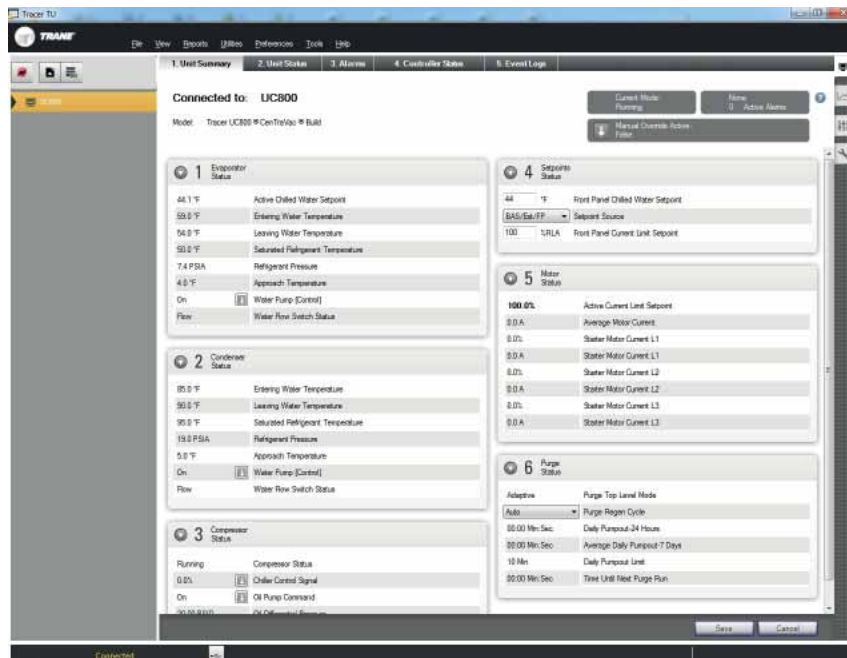 Tracer TU
TRANE
File View Reports Utilities Preferences Tools Help
1. Unit Summary 2. Unit Status 3. Alarms 4. Controller Status 5. Event Logs
UC800
Connected to: UC800
Model: Tracer UC800 CenTraVac Build
Current Mode:
Running
None
0 Active Alarms
Manual Override Active:
False
1 Evaporator Status
44.1 °F Active Chilled Water Setpoint
59.0 °F Entering Water Temperature
54.0 °F Leaving Water Temperature
50.0 °F Saturated Refrigerant Temperature
7.4 PSIA Refrigerant Pressure
4.0 °F Approach Temperature
On Water Pump [Control]
Flow Water Flow Switch Status
2 Condenser Status
85.0 °F Entering Water Temperature
90.0 °F Leaving Water Temperature
95.0 °F Saturated Refrigerant Temperature
19.0 PSIA Refrigerant Pressure
5.0 °F Approach Temperature
On Water Pump [Control]
Flow Water Flow Switch Status
3 Compressor Status
Running Compressor Status
0.0% Chiller Control Signal
On Oil Pump Command
4 Setpoints Status
44 °F Front Panel Chilled Water Setpoint
BAS/Ext/FP Setpoint Source
100 %RLA Front Panel Current Limit Setpoint
5 Motor Status
100.0% Active Current Limit Setpoint
0.0 A Average Motor Current
0.0% Starter Motor Current L1
0.0 A Starter Motor Current L1
0.0% Starter Motor Current L2
0.0 A Starter Motor Current L2
0.0% Starter Motor Current L3
0.0 A Starter Motor Current L3
6 Purge Status
Adaptive Purge Top Level Mode
Auto Purge Regen Cycle
00:00 Min:Sec Daily Pumpout-24 Hours
00:00 Min:Sec Average Daily Pumpout-7 Days
10 Min Daily Pumpout Limit
00:00 Min:Sec Time Until Next Purge Run
Save Cancel
Connected